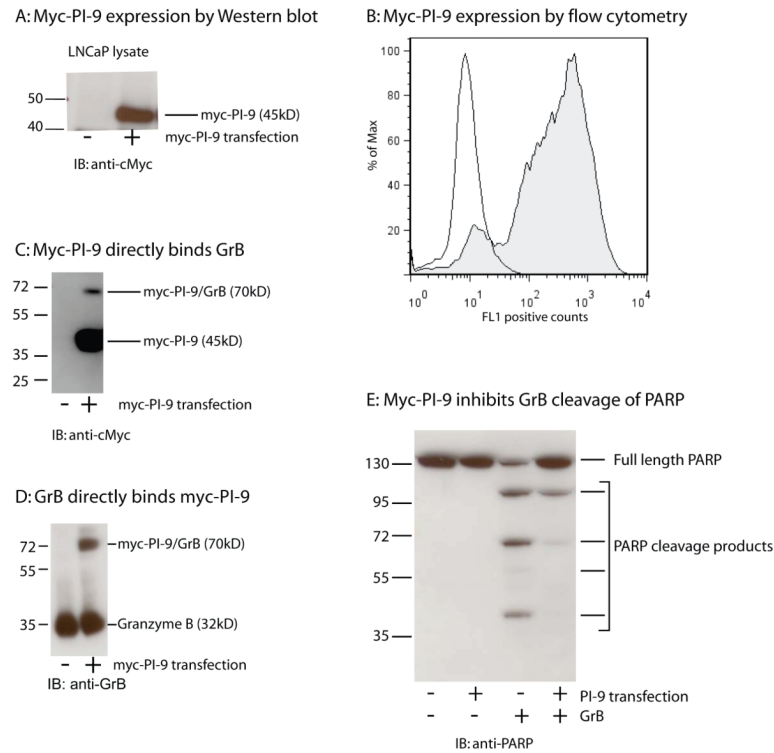 A: Myc-PI-9 expression by Western blot
LNCaP lysate
50
40
myc-PI-9 (45kD)
- + myc-PI-9 transfection
IB: anti-cMyc
B: Myc-PI-9 expression by flow cytometry
% of Max
100
80
60
40
20
10^0 10^1 10^2 10^3 10^4
FL1 positive counts
C: Myc-PI-9 directly binds GrB
72
55
35
25
myc-PI-9/GrB (70kD)
myc-PI-9 (45kD)
- + myc-PI-9 transfection
IB: anti-cMyc
D: GrB directly binds myc-PI-9
72
55
35
myc-PI-9/GrB (70kD)
Granzyme B (32kD)
- + myc-PI-9 transfection
IB: anti-GrB
E: Myc-PI-9 inhibits GrB cleavage of PARP
130
95
72
55
35
Full length PARP
PARP cleavage products
- + - + PI-9 transfection
- - + + GrB
IB: anti-PARP